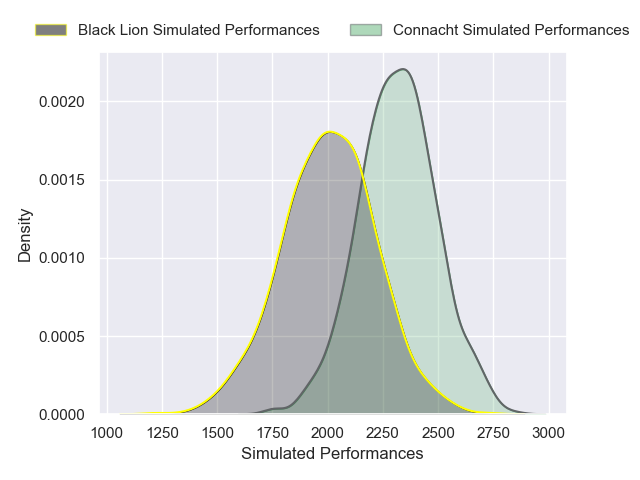 Black Lion Simulated Performances
Connacht Simulated Performances
0.0020
0.0015
0.0010
0.0005
0.0000
Density
1000 1250 1500 1750 2000 2250 2500 2750 3000
Simulated Performances